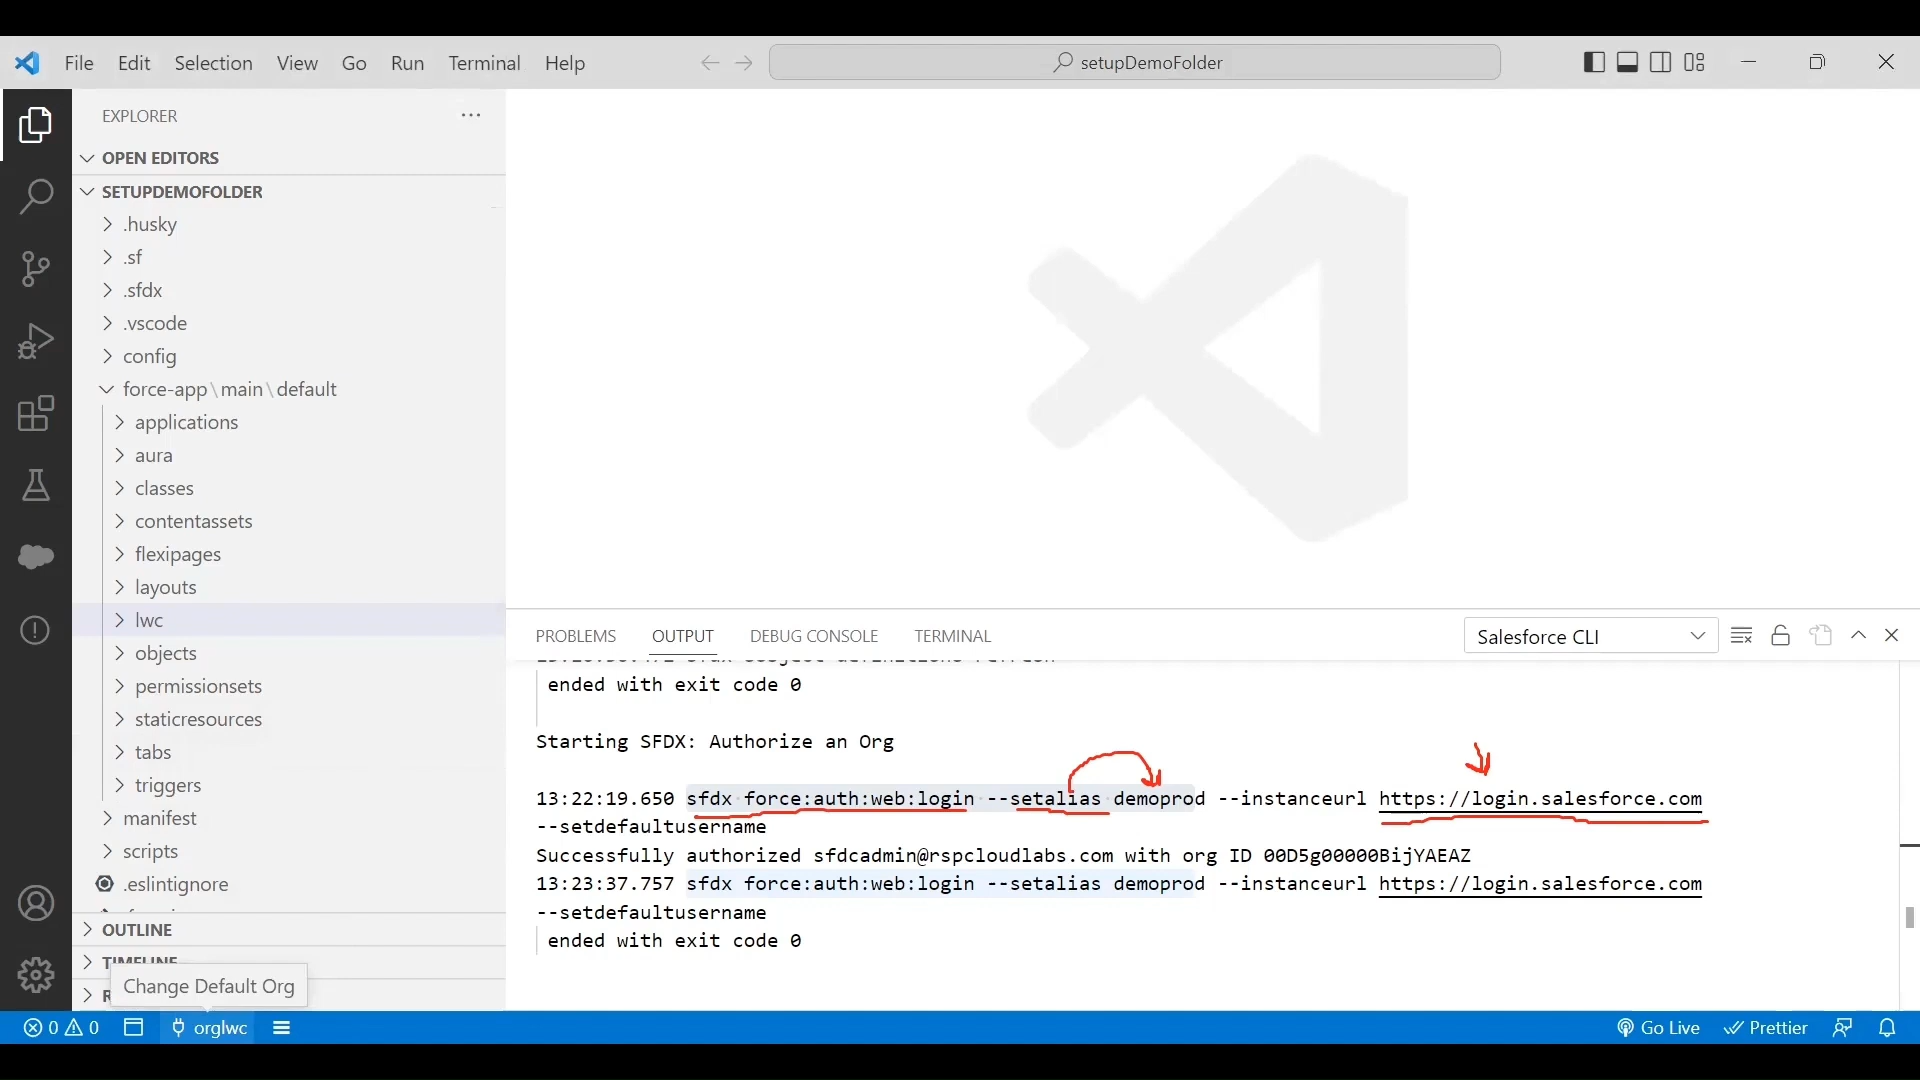 File Edit Selection View Go Run Terminal Help
setupDemoFolder
EXPLORER
OPEN EDITORS
SETUPDEMOFOLDER
.husky
.sf
.sfdx
.vscode
config
force-app\main\default
applications
aura
classes
contentassets
flexipages
layouts
lwc
objects
permissionsets
staticresources
tabs
triggers
manifest
scripts
.eslintignore
OUTLINE
TIMELINE
Change Default Org
PROBLEMS OUTPUT DEBUG CONSOLE TERMINAL
Salesforce CLI
ended with exit code 0
Starting SFDX: Authorize an Org
13:22:19.650 sfdx force:auth:web:login --setalias demoprod --instanceurl https://login.salesforce.com
--setdefaultusername
Successfully authorized sfdcadmin@rspcloudlabs.com with org ID 00D5g00000BijYAEAZ
13:23:37.757 sfdx force:auth:web:login --setalias demoprod --instanceurl https://login.salesforce.com
--setdefaultusername
ended with exit code 0
0 0 orglwc
Go Live Prettier